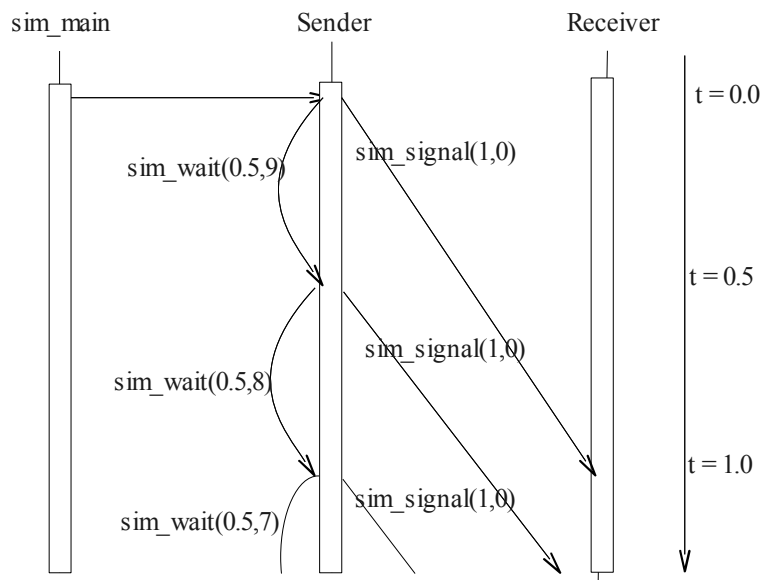 sim_main
Sender
Receiver
t = 0.0
sim_wait(0.5,9)
sim_signal(1,0)
t = 0.5
sim_signal(1,0)
sim_wait(0.5,8)
t = 1.0
sim_signal(1,0)
sim_wait(0.5,7)